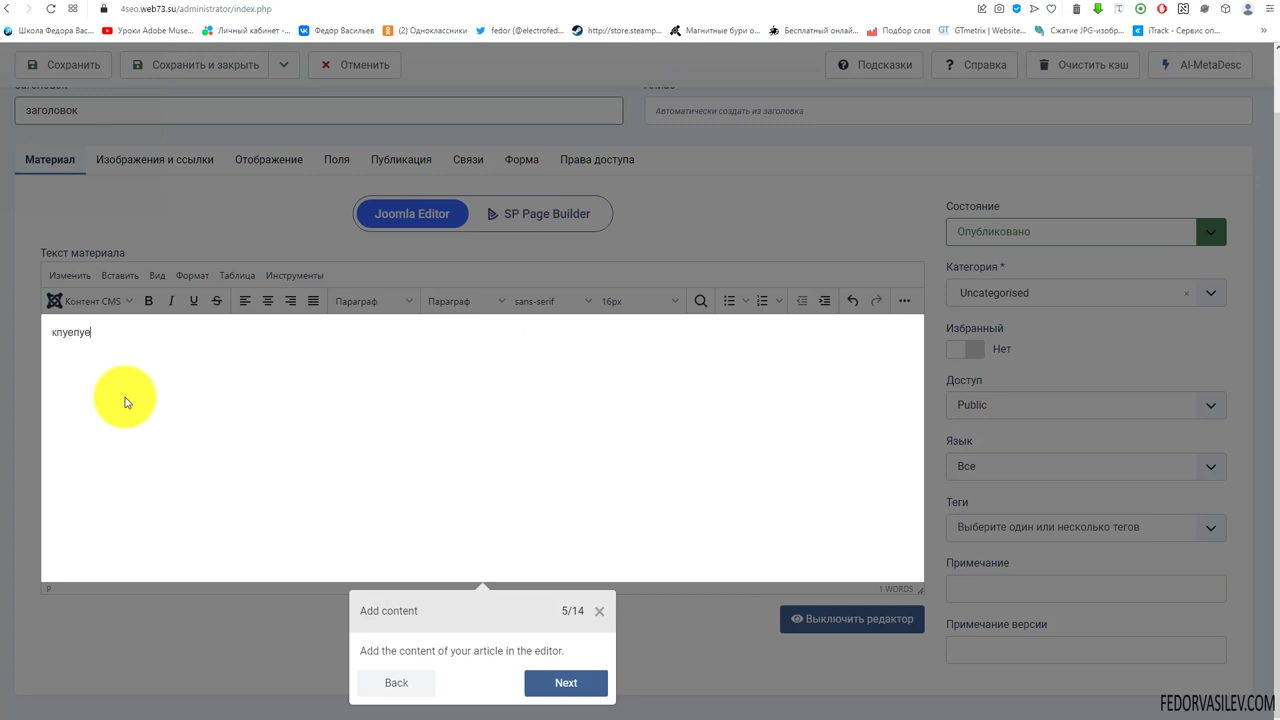 4seo.web73.su/administrator/index.php
Школа Федора Вас...
Уроки Adobe Muse...
Личный кабинет -...
Федор Васильев
(2) Одноклассники
fedor (@electrofed...
http://store.steamp...
Магнитные бури о...
Бесплатный онлай...
Подбор слов
GTmetrix | Website...
Сжатие JPG-изобр...
iTrack - Сервис оп...
Сохранить
Сохранить и закрыть
Отменить
Подсказки
Справка
Очистить кэш
AI-MetaDesc
заголовок
Автоматически создать из заголовка
Материал
Изображения и ссылки
Отображение
Поля
Публикация
Связи
Форма
Права доступа
Joomla Editor
SP Page Builder
Текст материала
Изменить
Вставить
Вид
Формат
Таблица
Инструменты
Контент CMS
B
I
U
S
Параграф
Параграф
sans-serif
16px
кпуепуе
P
1 WORDS
Выключить редактор
Состояние
Опубликовано
Категория *
Uncategorised
Избранный
Нет
Доступ
Public
Язык
Все
Теги
Выберите один или несколько тегов
Примечание
Примечание версии
Add content
5/14
Add the content of your article in the editor.
Back
Next
FEDORVASILEV.COM